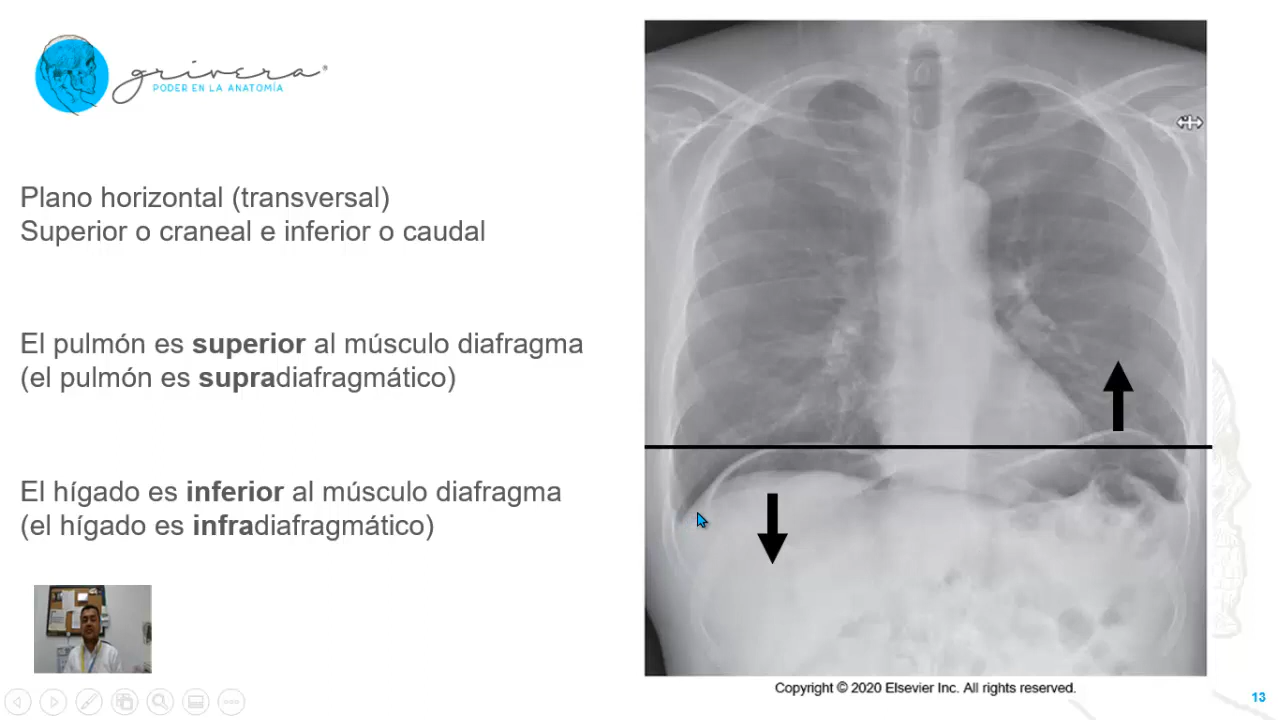 grivera®
PODER EN LA ANATOMÍA
Plano horizontal (transversal)
Superior o craneal e inferior o caudal
El pulmón es superior al músculo diafragma
(el pulmón es supradiafragmático)
El hígado es inferior al músculo diafragma
(el hígado es infradiafragmático)
Copyright © 2020 Elsevier Inc. All rights reserved.
13